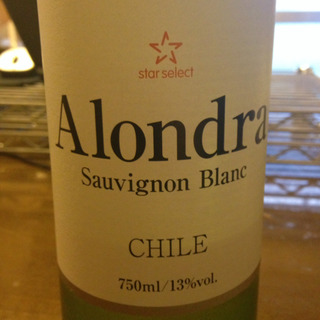 star select
Alondra
Sauvignon Blanc
CHILE
750ml/13%vol.